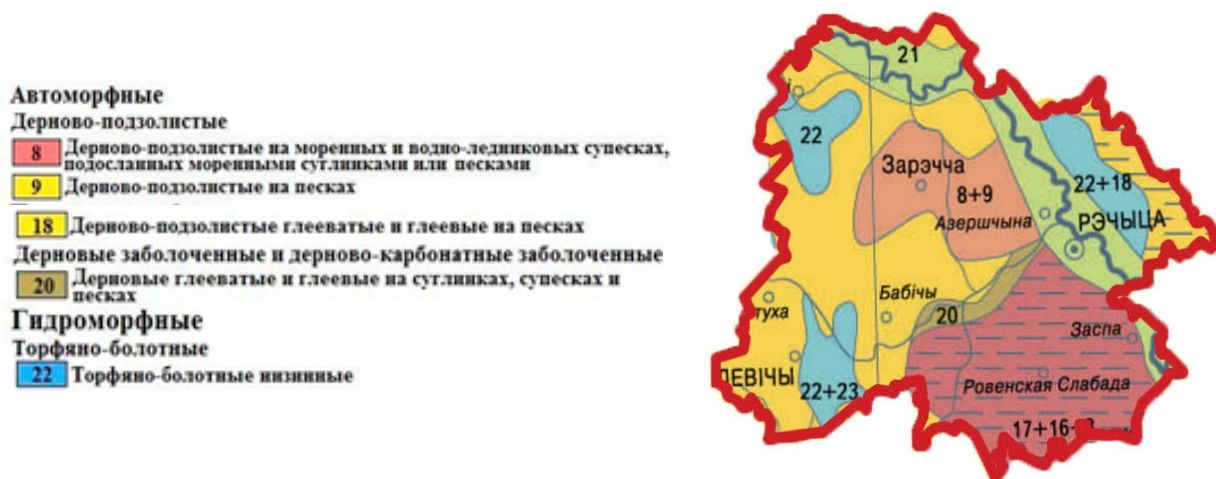 Автоморфные
Дерново-подзолистые
8 Дерново-подзолистые на моренных и водно-ледниковых супесках,
подосланных моренными суглинками или песками
9 Дерново-подзолистые на песках
18 Дерново-подзолистые глееватые и глеевые на песках
Дерновые заболоченные и дерново-карбонатные заболоченные
20 Дерновые глееватые и глеевые на суглинках, супесках и
песках
Гидроморфные
Торфяно-болотные
22 Торфяно-болотные низинные
21
22
Зарэчча
8+9
22+18
Азершчына
РЭЧЫЦА
Бабічы
туха
20
Заспа
ЛЕВІЧЫ
22+23
Ровенская Слабада
17+16